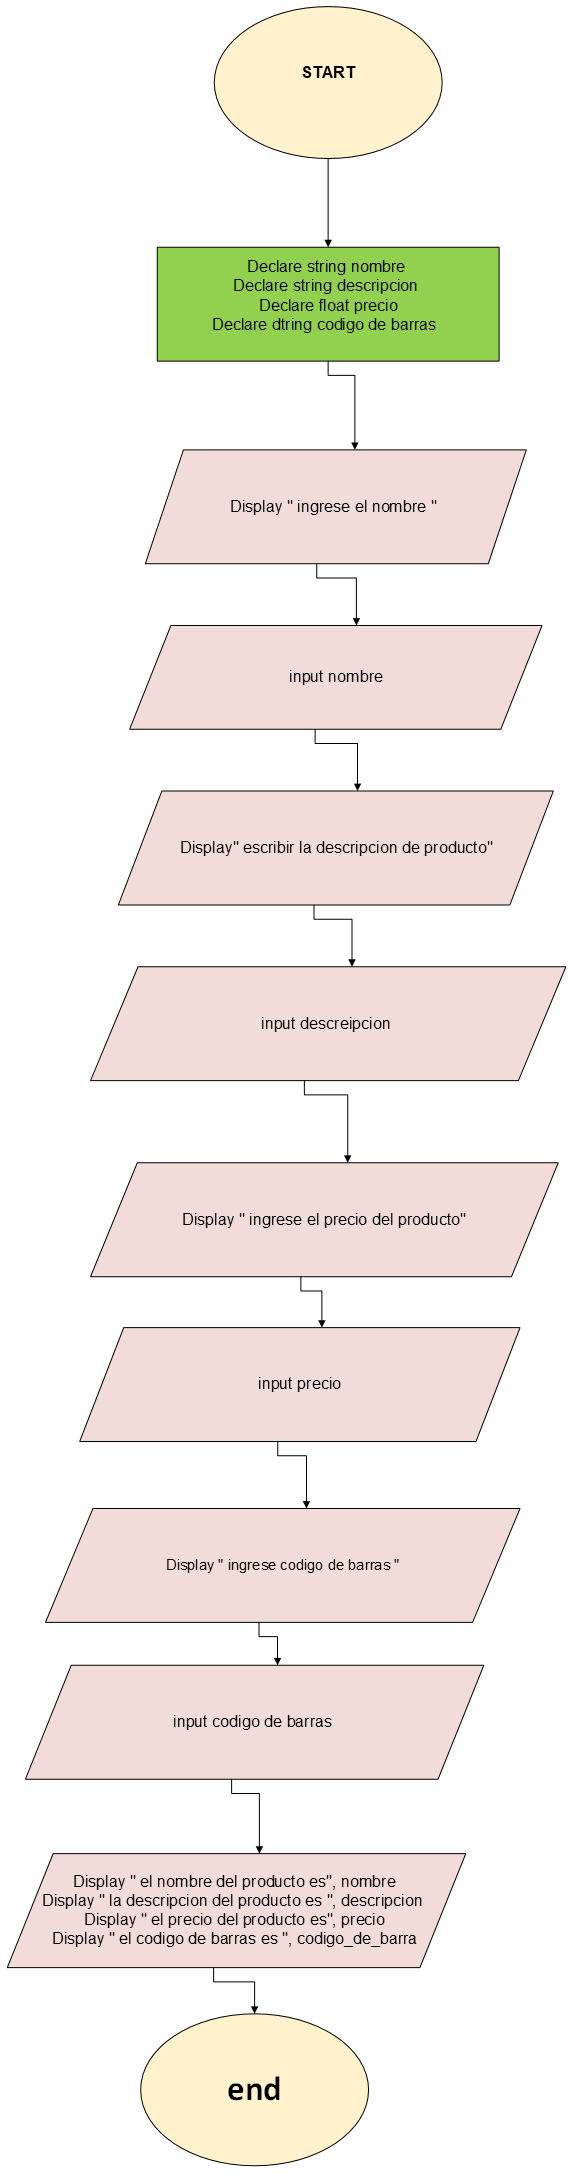 START
Declare string nombre
Declare string descripcion
Declare float precio
Declare dtring codigo de barras
Display " ingrese el nombre "
input nombre
Display" escribir la descripcion de producto"
input descreipcion
Display " ingrese el precio del producto"
input precio
Display " ingrese codigo de barras "
input codigo de barras
Display " el nombre del producto es", nombre
Display " la descripcion del producto es ", descripcion
Display " el precio del producto es", precio
Display " el codigo de barras es ", codigo_de_barra
end